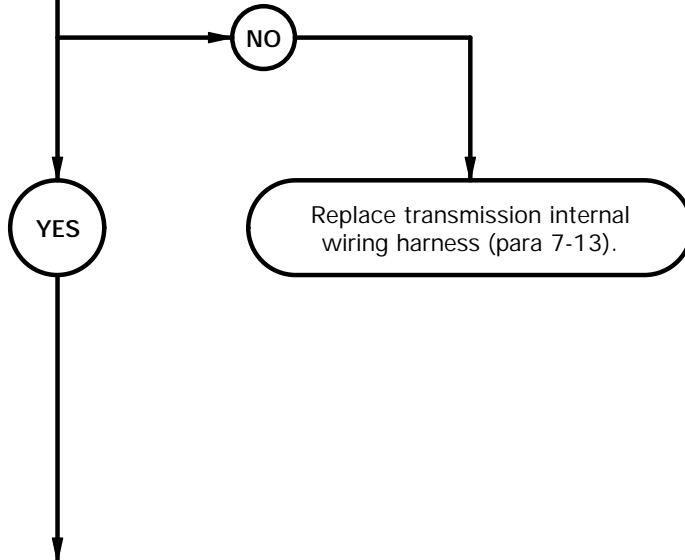 NO
YES
Replace transmission internal
wiring harness (para 7-13).